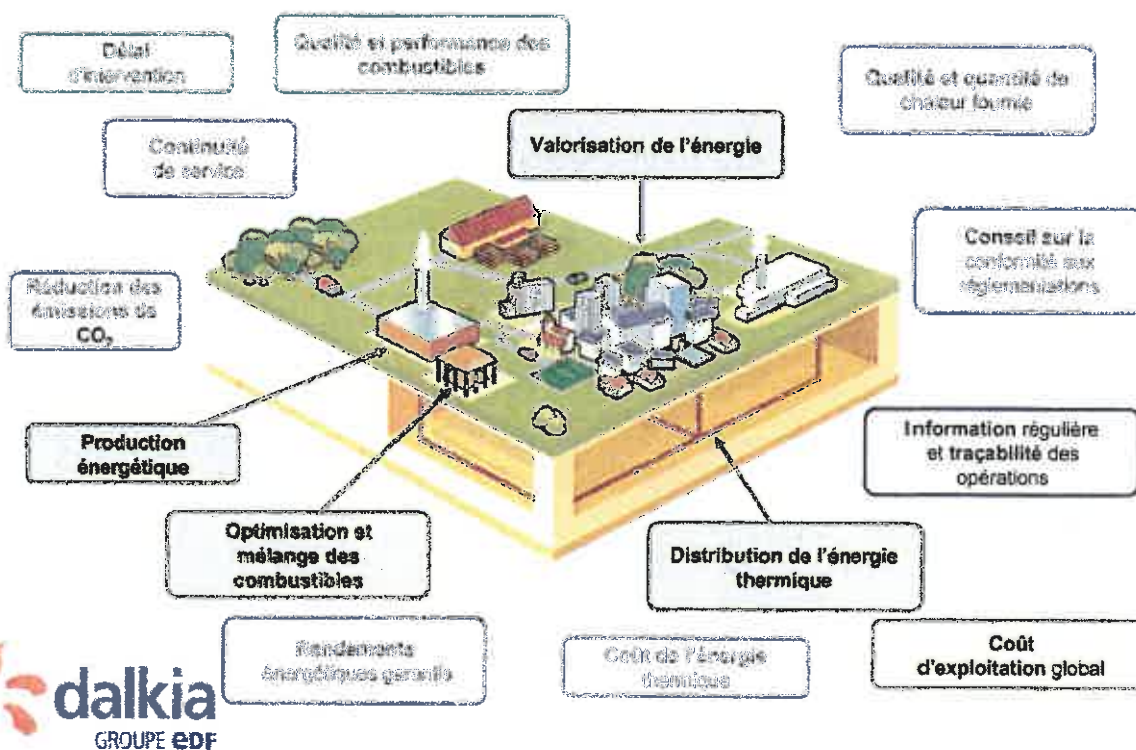 Délai
d'intervention
Qualité et performance des
combustibles
Qualité et quantité de
chaleur fournie
Continuité
de service
Valorisation de l'énergie
Conseil sur la
conformité aux
réglementations
Réduction des
émissions de
CO₂
Production
énergétique
Information régulière
et traçabilité des
opérations
Optimisation et
mélange des
combustibles
Distribution de l'énergie
thermique
Rendements
énergétiques garantis
Coût de l'énergie
thermique
Coût
d'exploitation global
dalkia
GROUPE eDF